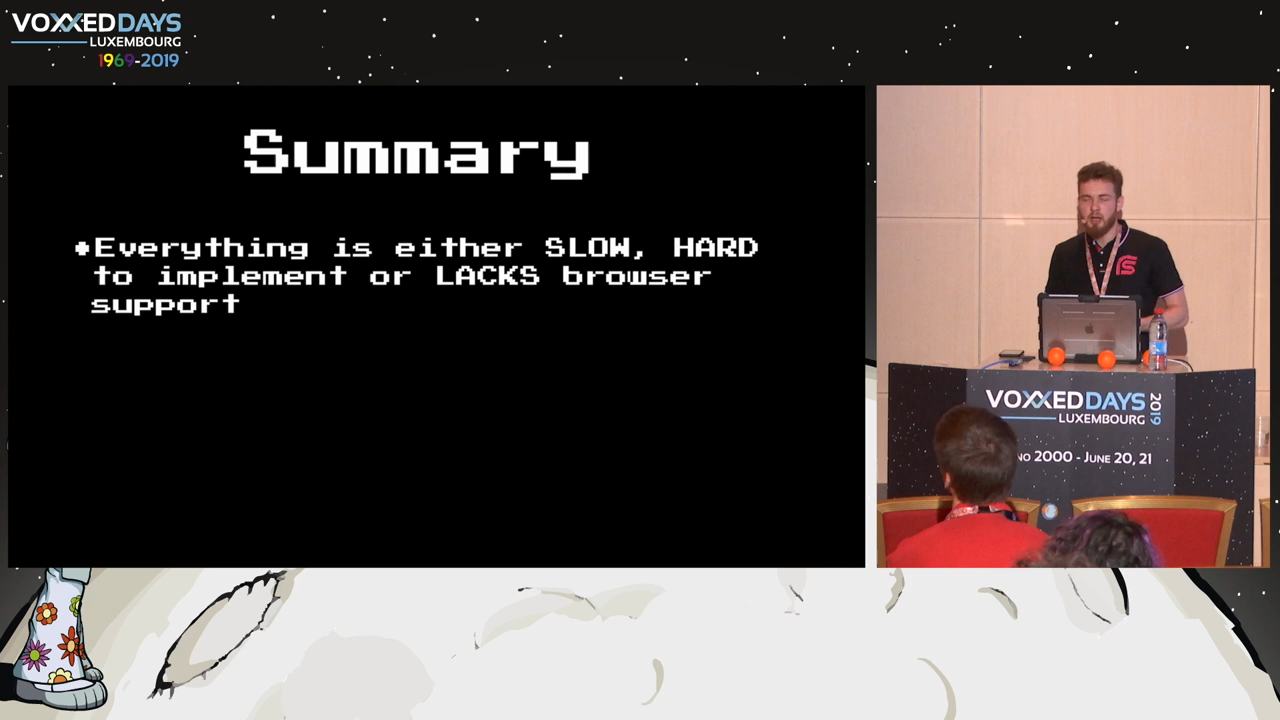 VOXXEDDAYS
LUXEMBOURG
1969-2019
Summary
Everything is either SLOW, HARD
to implement or LACKS browser
support
VOXXEDDAYS 2019
LUXEMBOURG
NO 2000 - JUNE 20, 21